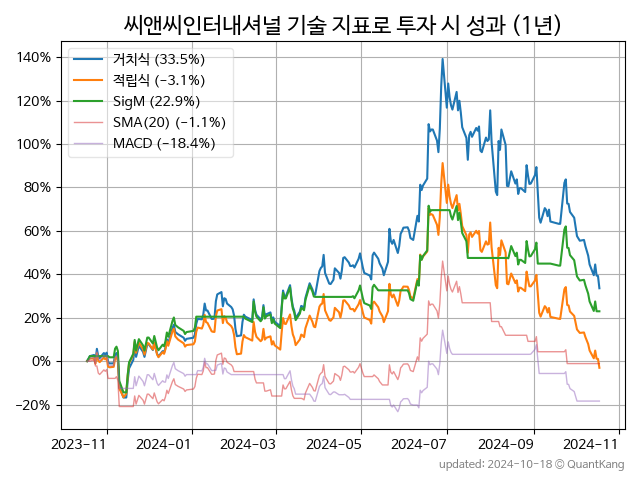 씨앤씨인터내셔널 기술 지표로 투자 시 성과 (1년)
140%
120%
100%
80%
60%
40%
20%
0%
−20%
거치식 (33.5%)
적립식 (−3.1%)
SigM (22.9%)
SMA(20) (−1.1%)
MACD (−18.4%)
2023-11 2024-01 2024-03 2024-05 2024-07 2024-09 2024-11
updated: 2024-10-18 © QuantKang